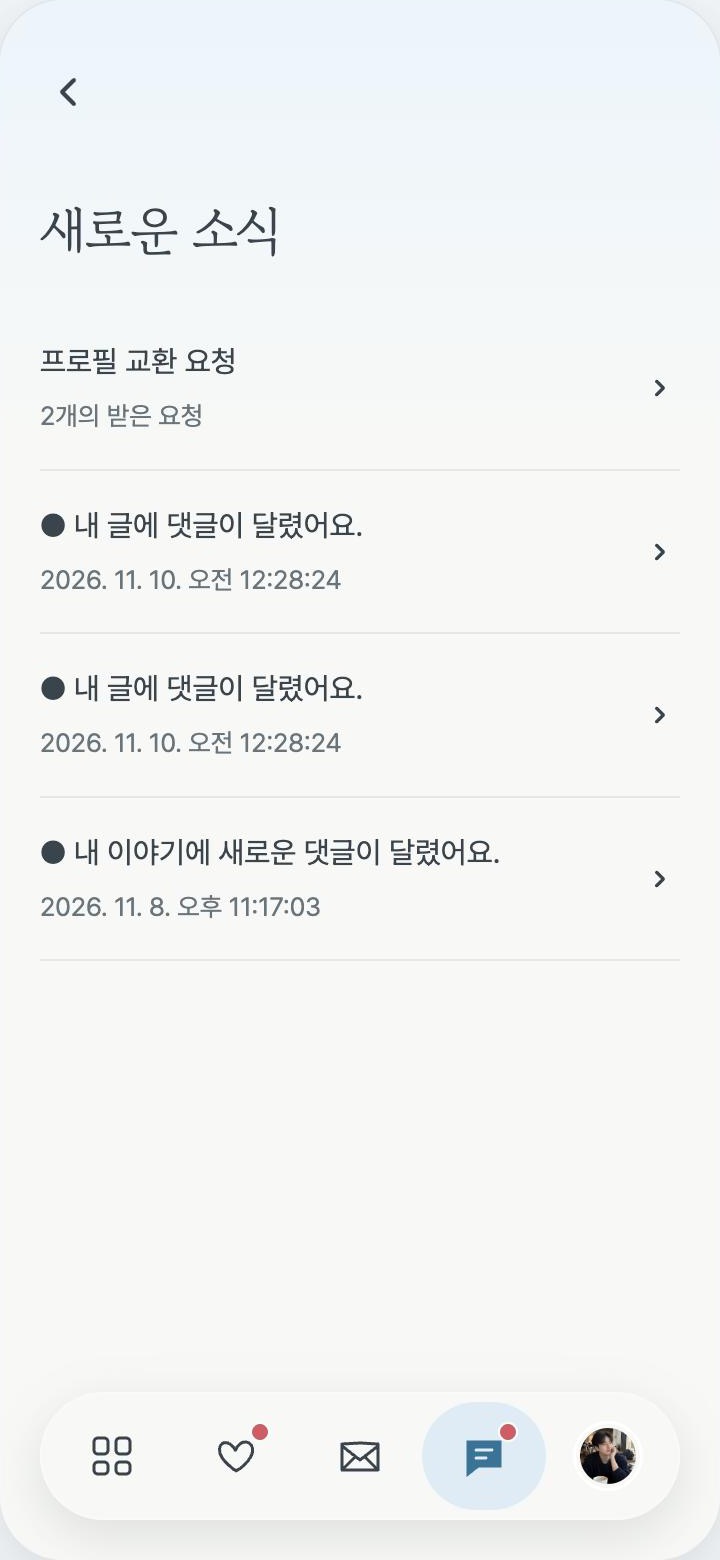 새로운 소식
프로필 교환 요청
2개의 받은 요청
● 내 글에 댓글이 달렸어요.
2026. 11. 10. 오전 12:28:24
● 내 글에 댓글이 달렸어요.
2026. 11. 10. 오전 12:28:24
● 내 이야기에 새로운 댓글이 달렸어요.
2026. 11. 8. 오후 11:17:03